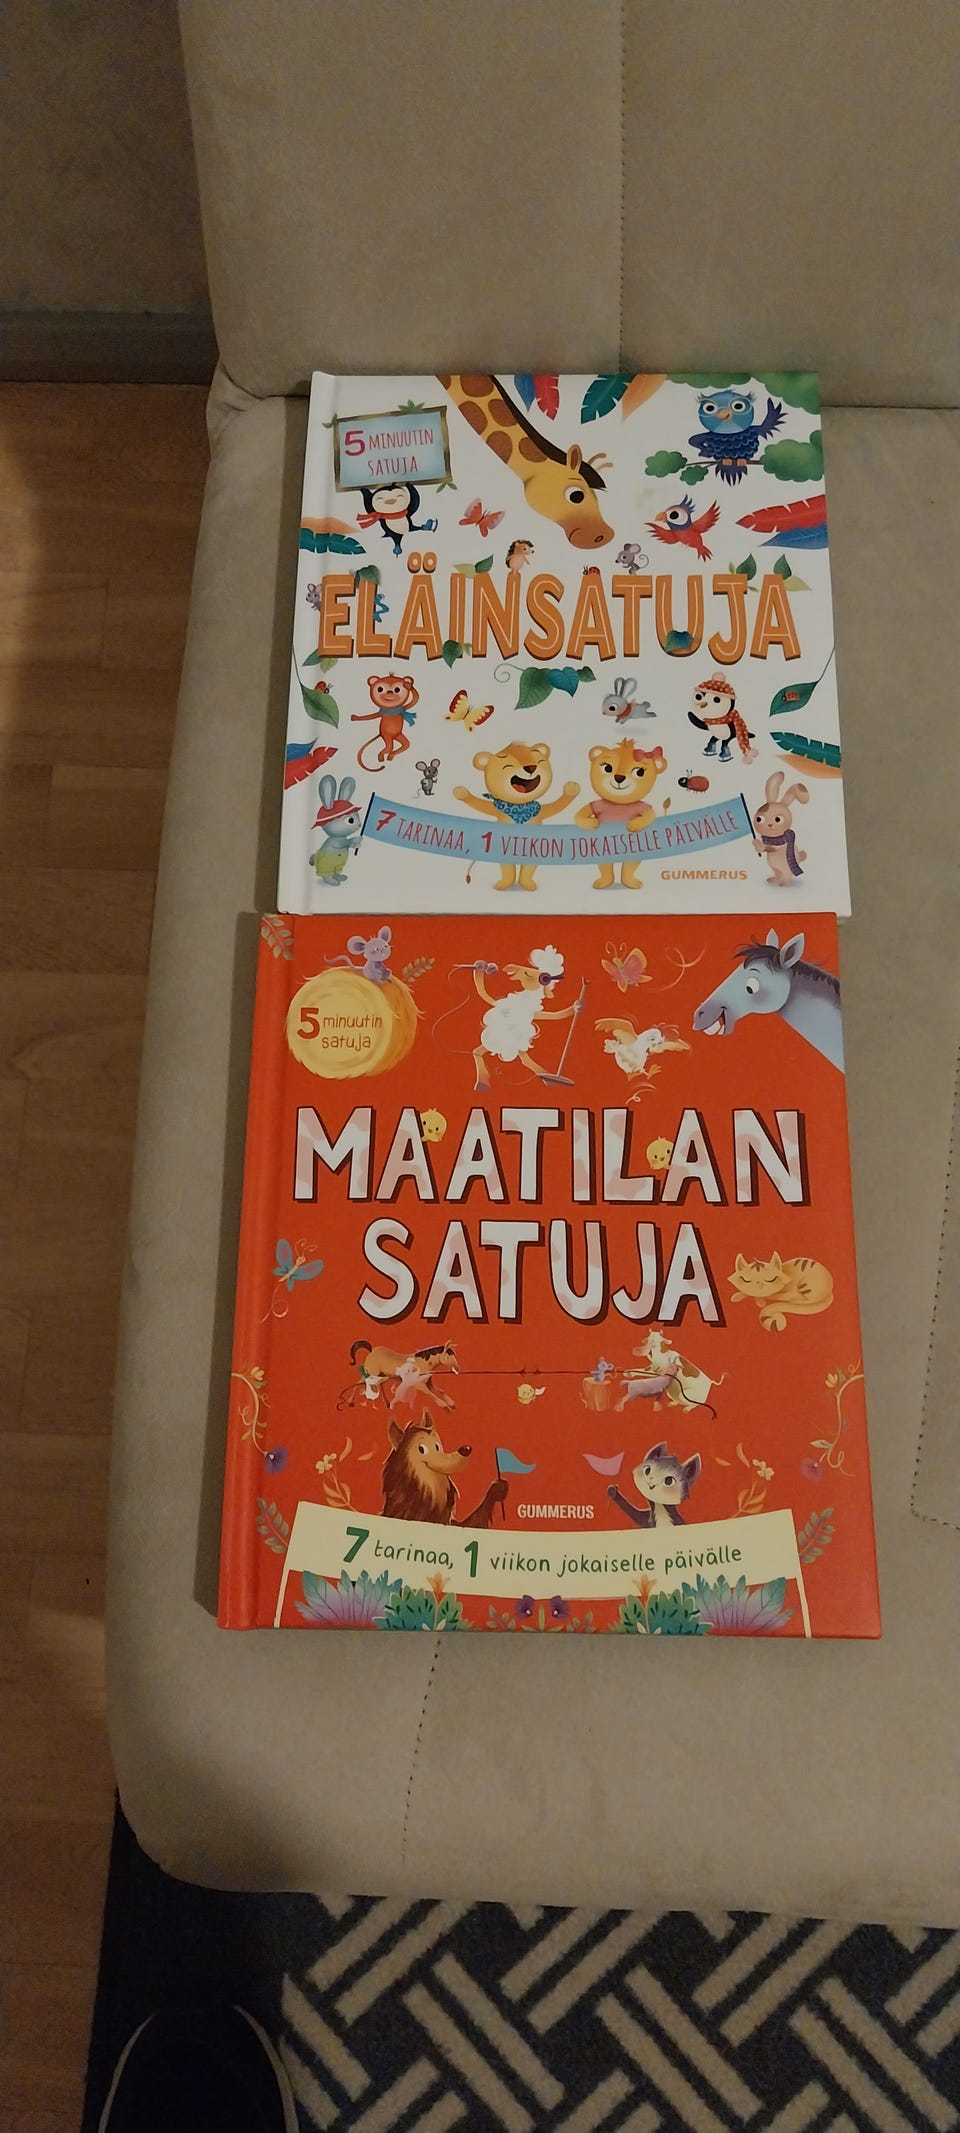 5 MINUUTIN
SATUJA
ELÄINSATUJA
7 TARINAA, 1 VIIKON JOKAISELLE PÄIVÄLLE
GUMMERUS
5 minuutin
satuja
MAATILAN
SATUJA
GUMMERUS
7 tarinaa, 1 viikon jokaiselle päivälle